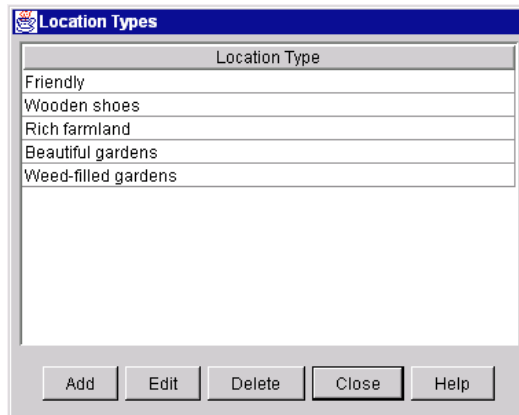 Location Types
Location Type
Friendly
Wooden shoes
Rich farmland
Beautiful gardens
Weed-filled gardens
Add Edit Delete Close Help